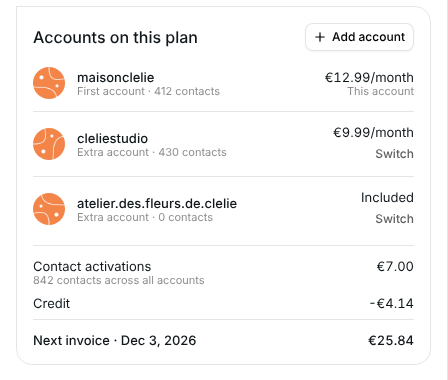 Accounts on this plan
+ Add account
maisonclelie
€12.99/month
First account · 412 contacts
This account
cleliestudio
€9.99/month
Extra account · 430 contacts
Switch
atelier.des.fleurs.de.clelie
Included
Extra account · 0 contacts
Switch
Contact activations
€7.00
842 contacts across all accounts
Credit
-€4.14
Next invoice · Dec 3, 2026
€25.84